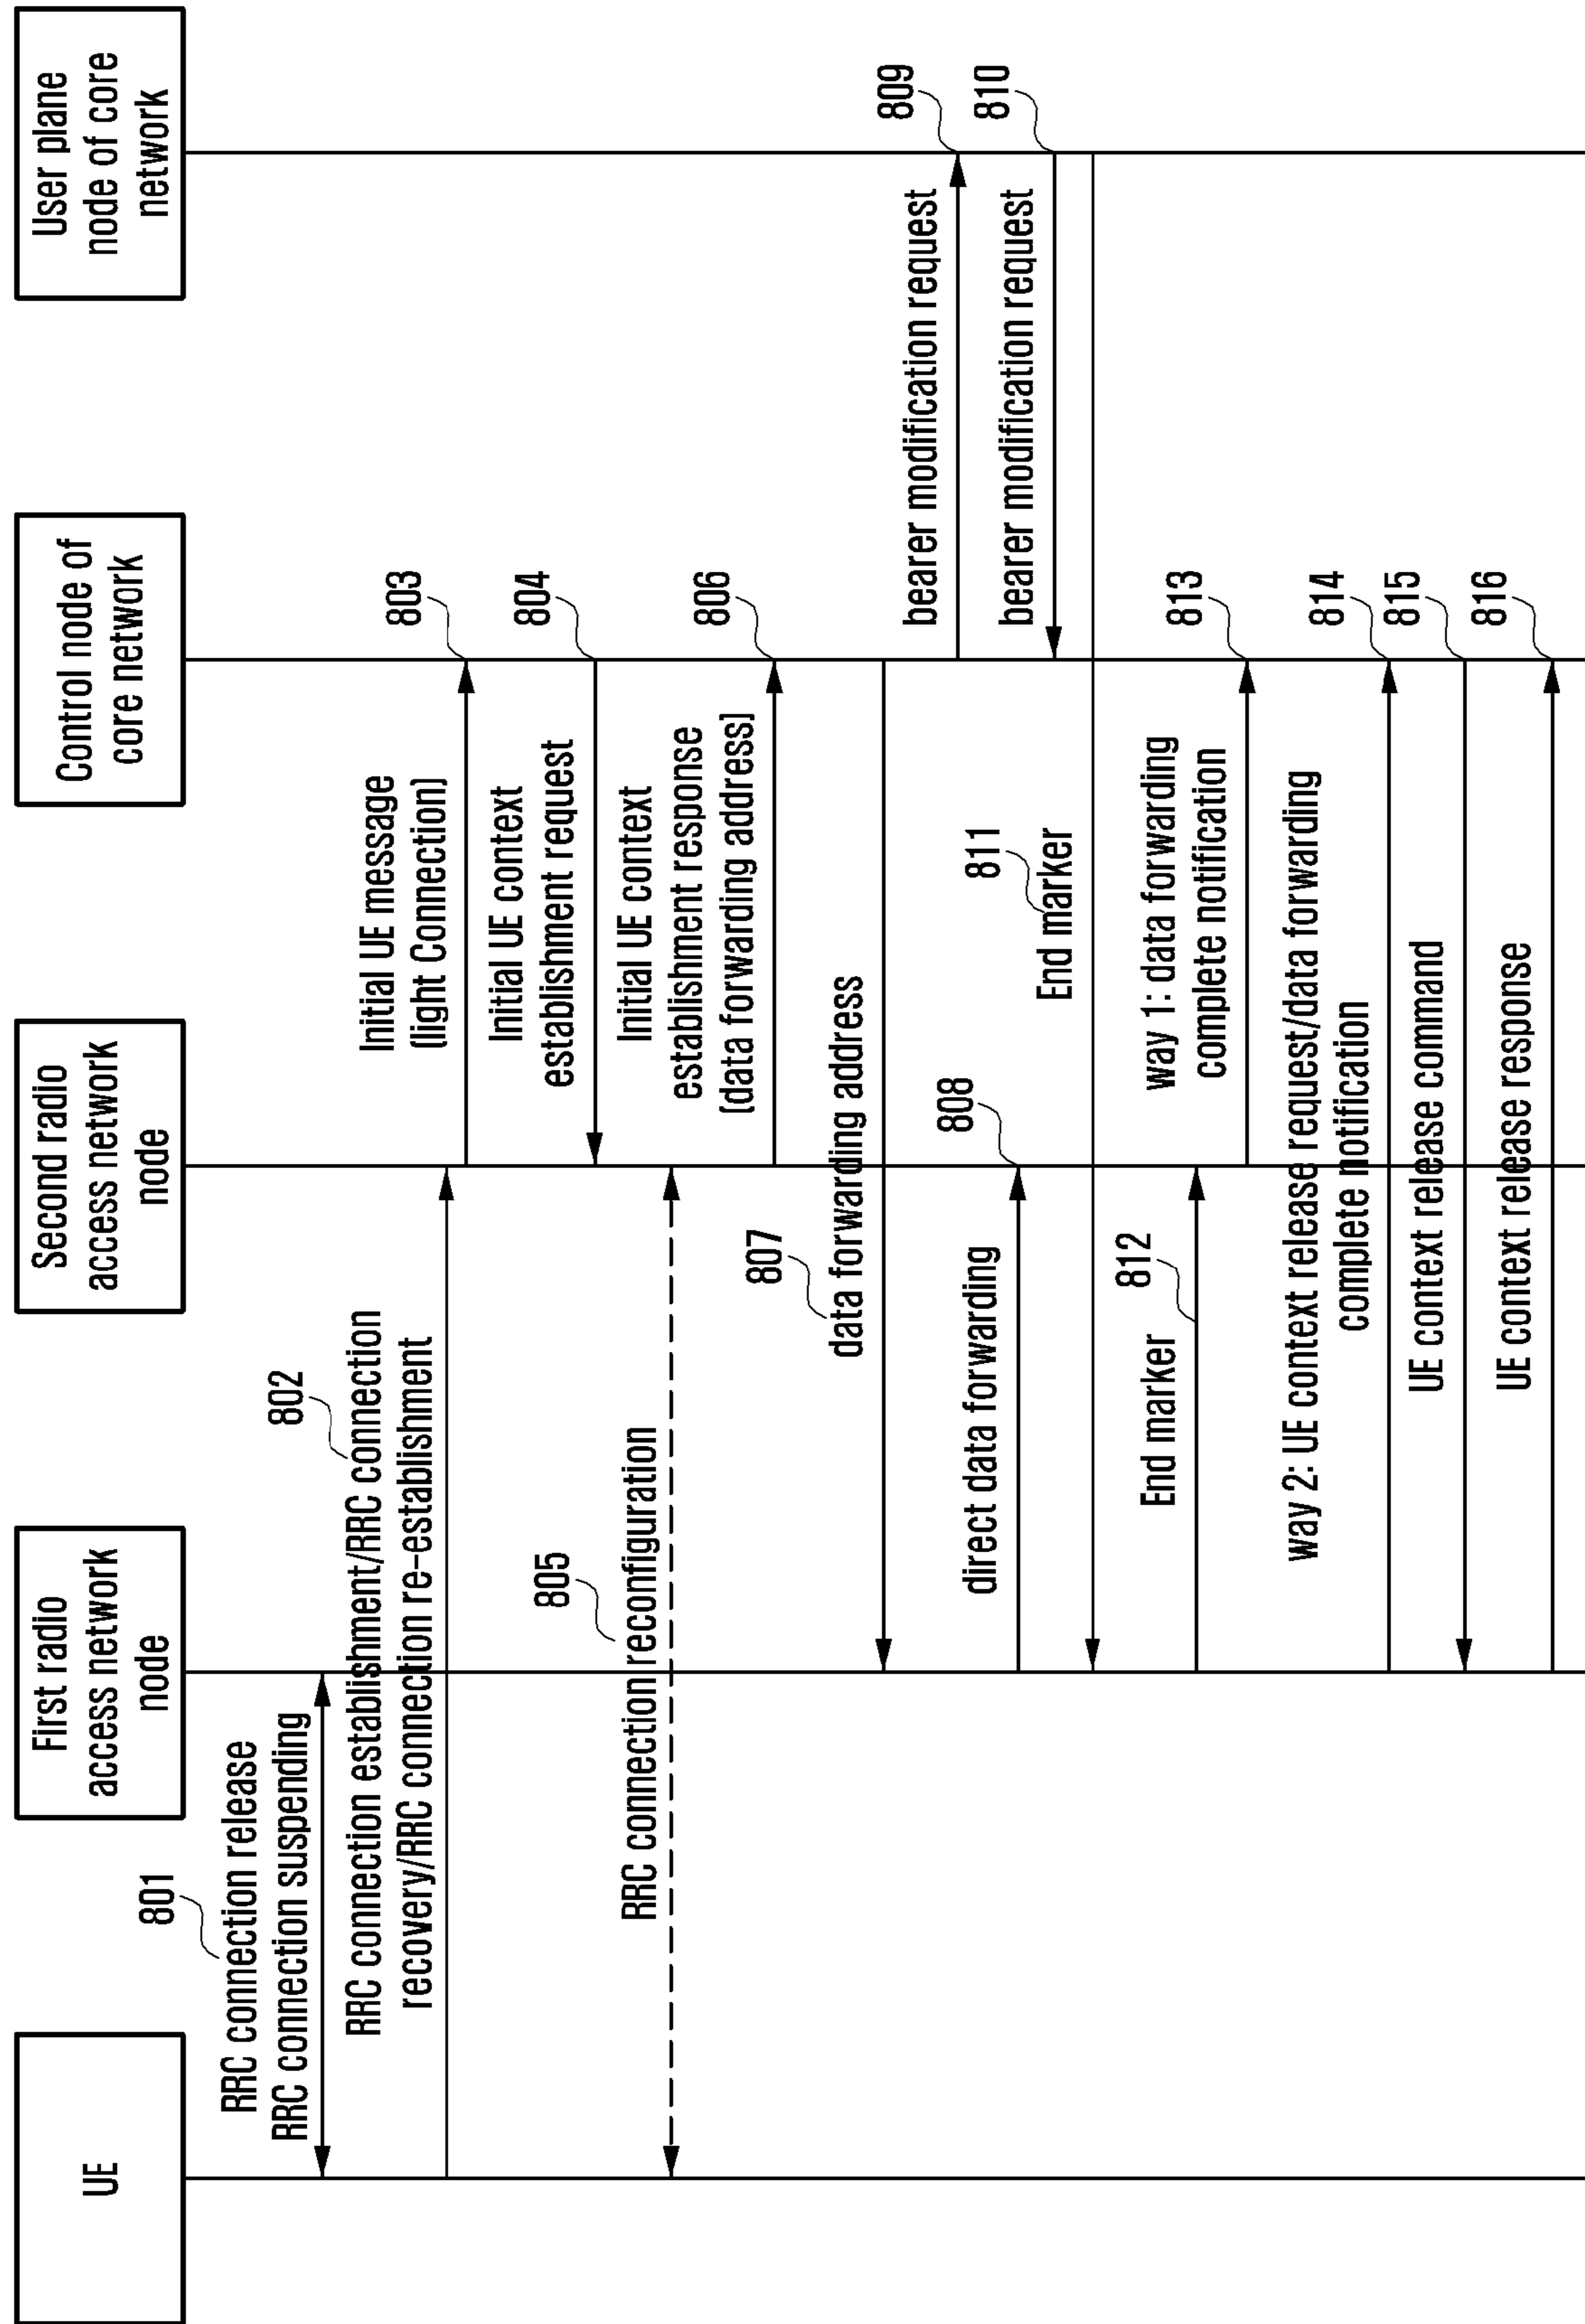 UE
First radio
access network
node
Second radio
access network
node
Control node of
core network
User plane
node of core
network
801
RRC connection release
RRC connection suspending
802
RRC connection establishment/RRC connection
recovery/RRC connection re-establishment
803
Initial UE message
(light Connection)
804
Initial UE context
establishment request
805
RRC connection reconfiguration
806
Initial UE context
establishment response
(data forwarding address)
807
data forwarding address
808
direct data forwarding
809
bearer modification request
810
bearer modification request
811
End marker
812
End marker
813
way 1: data forwarding
complete notification
814
way 2: UE context release request/data forwarding
complete notification
815
UE context release command
816
UE context release response